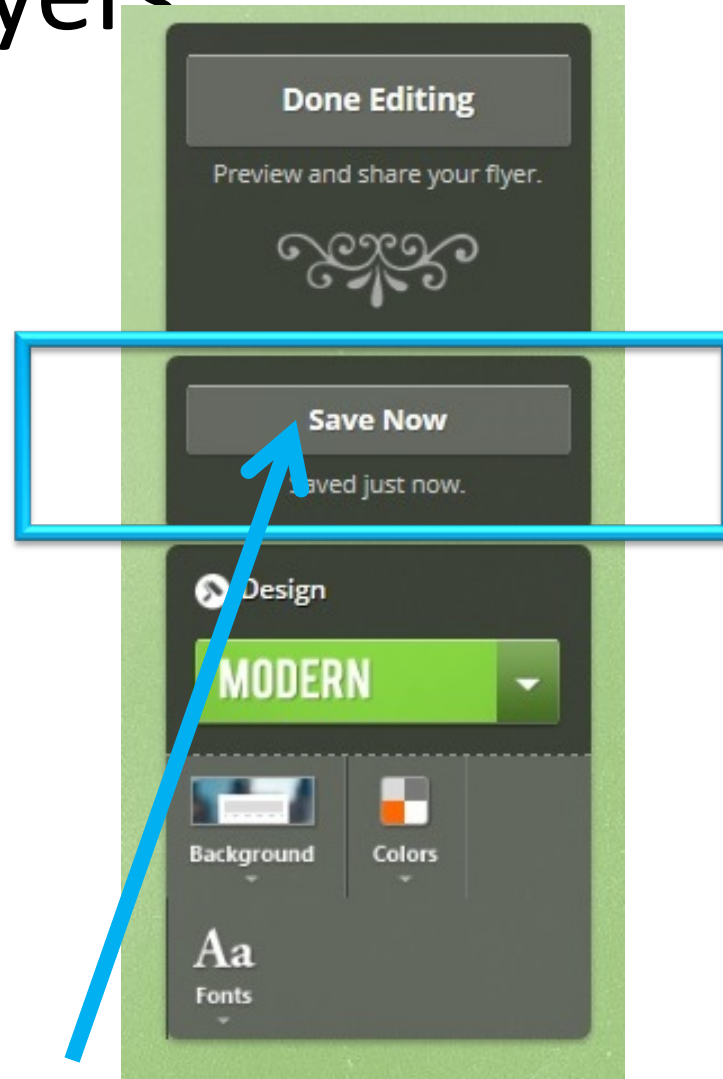 Done Editing
Preview and share your flyer.
Save Now
just now.
Design
MODERN
Background
Colors
Aa
Fonts